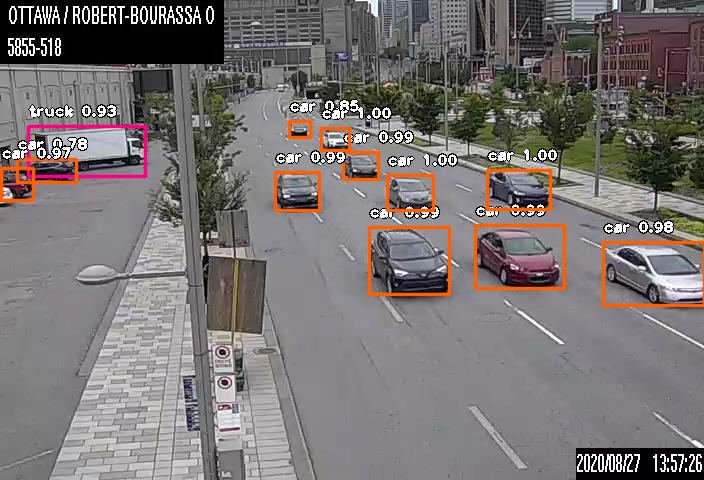 OTTAWA / ROBERT-BOURASSA O
5855-518
car 0.85
truck 0.93
car 1.00
car 0.78
car 0.99
car 0.97
car 0.99
car 1.00
car 1.00
car 0.99
car 0.99
car 0.98
2020/08/27 13:57:26